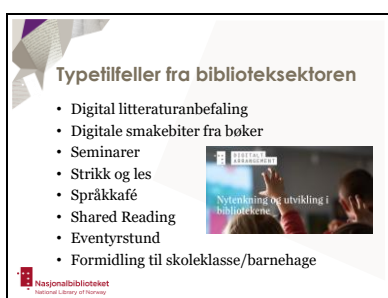 Typetilfeller fra biblioteksektoren
• Digital litteraturanbefaling
• Digitale smakebiter fra bøker
• Seminarer
• Strikk og les
• Språkkafé
• Shared Reading
• Eventyrstund
• Formidling til skoleklasse/barnehage
DIGITALT
ARRANGEMENT
Nytenkning og utvikling i
bibliotekene
Nasjonalbiblioteket
National Library of Norway